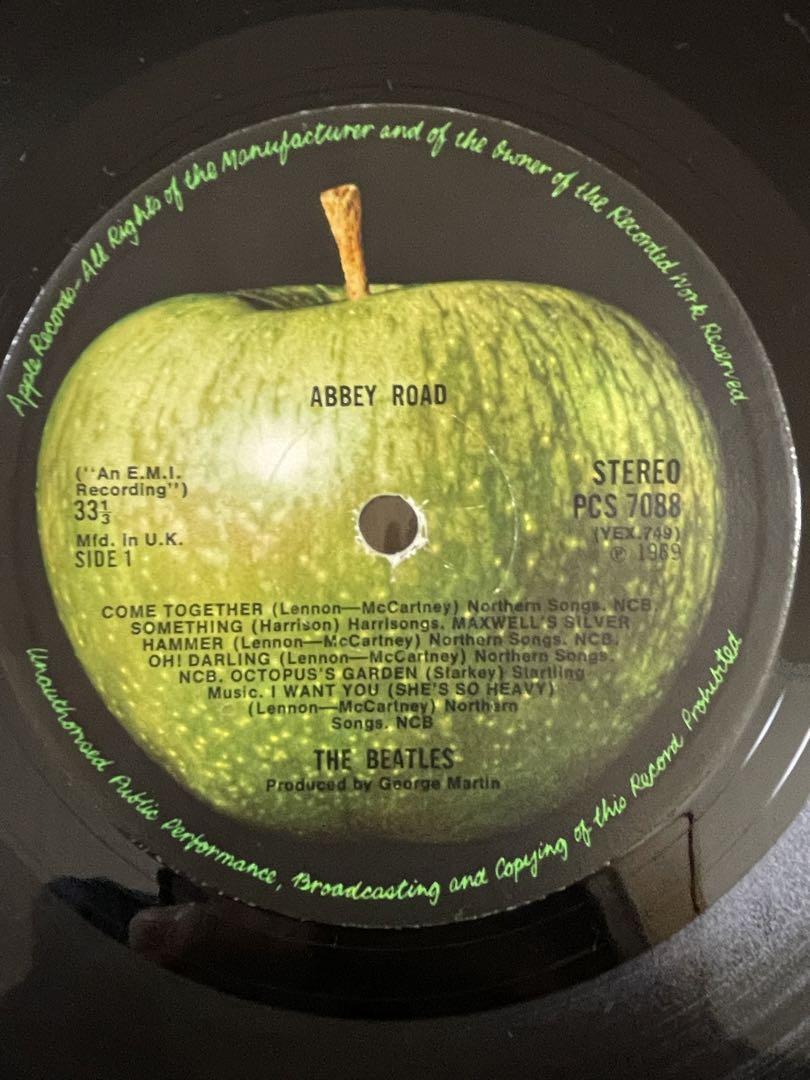 Apple Records-All Rights of the Manufacturer and of the Owner of the Recorded Work Reserved
ABBEY ROAD
(“An E.M.I.
Recording”)
33⅓
Mfd. in U.K.
SIDE 1
STEREO
PCS 7088
(YEX.749)
℗ 1969
COME TOGETHER (Lennon—McCartney) Northern Songs. NCB.
SOMETHING (Harrison) Harrisongs. MAXWELL'S SILVER
HAMMER (Lennon—McCartney) Northern Songs. NCB.
OH! DARLING (Lennon—McCartney) Northern Songs.
NCB. OCTOPUS'S GARDEN (Starkey) Startling
Music. I WANT YOU (SHE'S SO HEAVY)
(Lennon—McCartney) Northern
Songs. NCB
THE BEATLES
Produced by George Martin
Unauthorised Public Performance, Broadcasting and Copying of this Record Prohibited